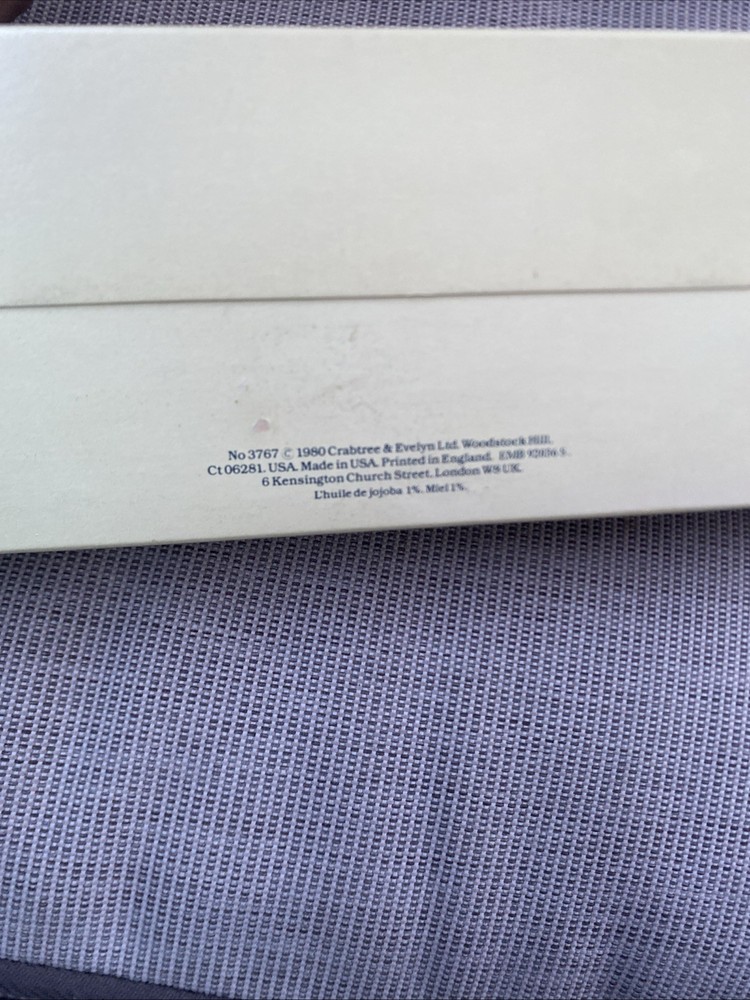 No 3767 © 1980 Crabtree & Evelyn Ltd. Woodstock Hill.
Ct 06281. USA. Made in USA. Printed in England. EMB
6 Kensington Church Street. London W8 UK.
L'huile de jojoba 1%. Miel 1%.